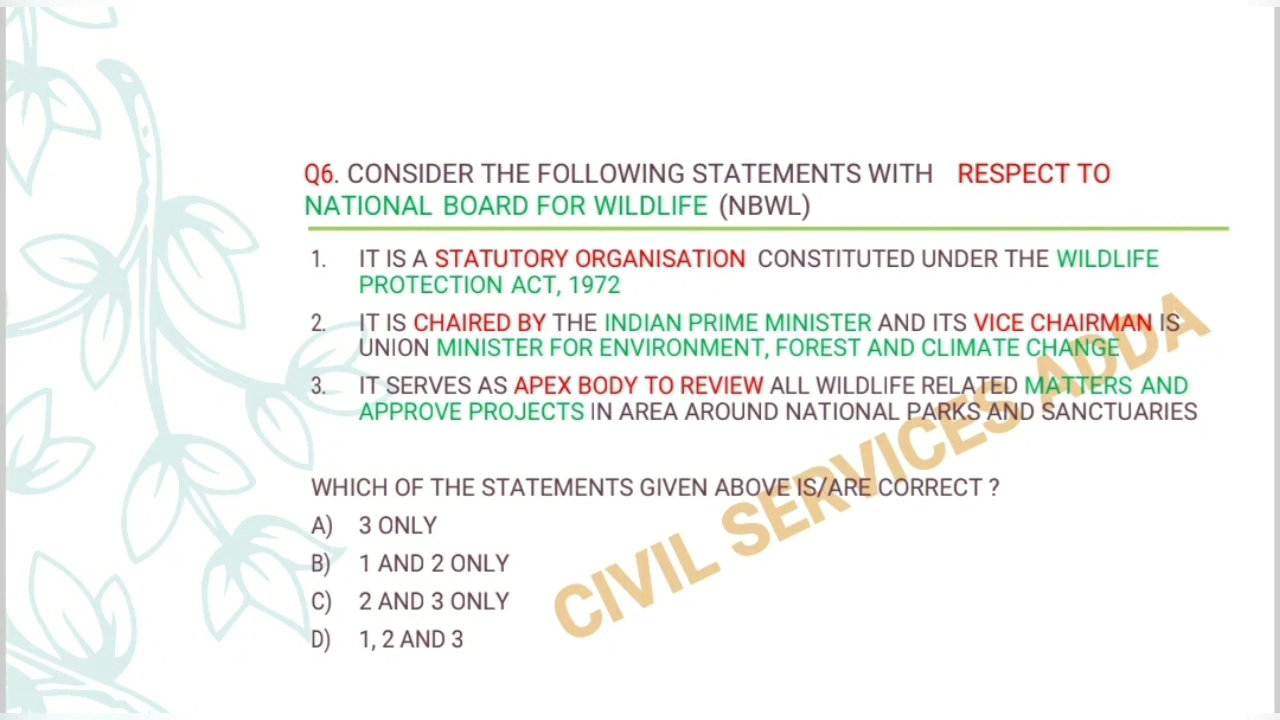 Q6. CONSIDER THE FOLLOWING STATEMENTS WITH RESPECT TO
NATIONAL BOARD FOR WILDLIFE (NBWL)
1. IT IS A STATUTORY ORGANISATION CONSTITUTED UNDER THE WILDLIFE
PROTECTION ACT, 1972
2. IT IS CHAIRED BY THE INDIAN PRIME MINISTER AND ITS VICE CHAIRMAN IS
UNION MINISTER FOR ENVIRONMENT, FOREST AND CLIMATE CHANGE
3. IT SERVES AS APEX BODY TO REVIEW ALL WILDLIFE RELATED MATTERS AND
APPROVE PROJECTS IN AREA AROUND NATIONAL PARKS AND SANCTUARIES
WHICH OF THE STATEMENTS GIVEN ABOVE IS/ARE CORRECT ?
A) 3 ONLY
B) 1 AND 2 ONLY
C) 2 AND 3 ONLY
D) 1, 2 AND 3
CIVIL SERVICES ADDA